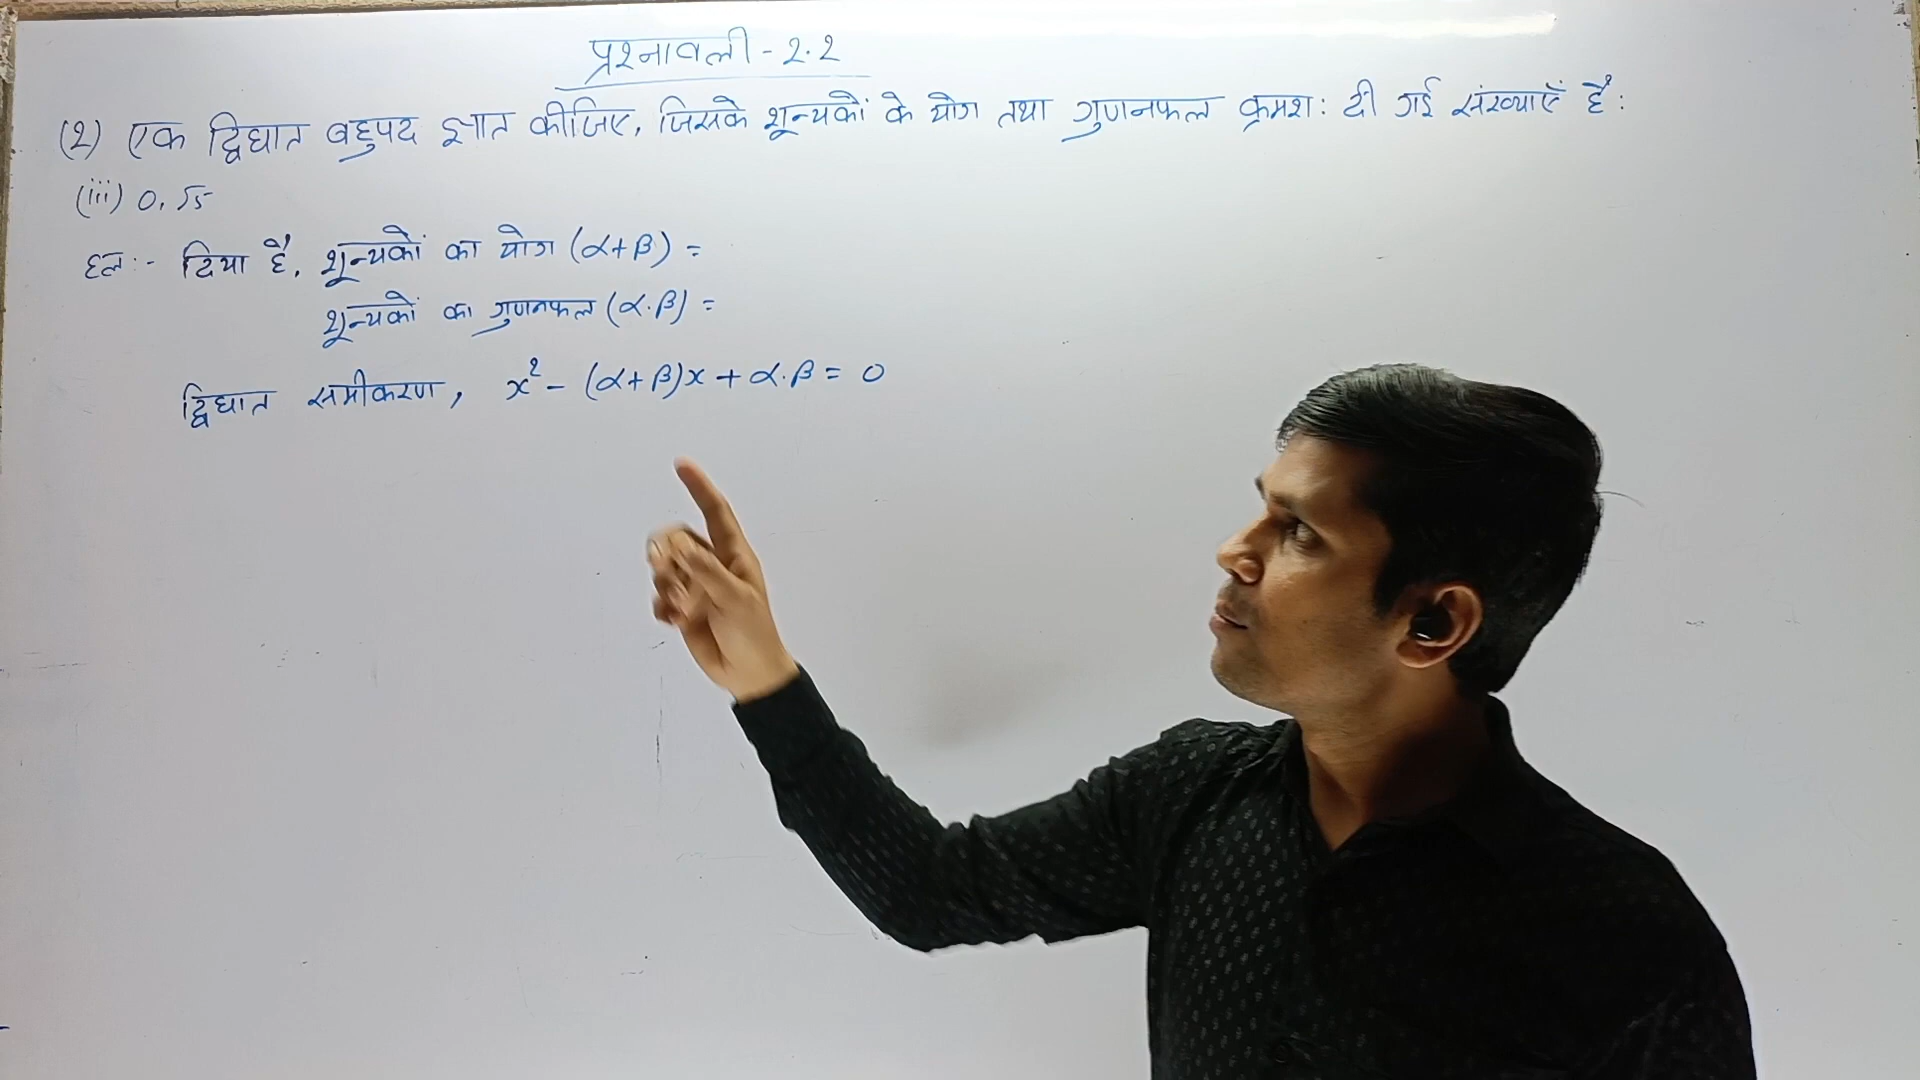 प्रश्नावली - 2.2
(2) एक द्विघात बहुपद ज्ञात कीजिए, जिसके शून्यकों के योग तथा गुणनफल क्रमश: दी गई संख्याएँ हैं:
(iii) 0, √5
हल:- दिया है, शून्यकों का योग (α+β) =
शून्यकों का गुणनफल (α.β) =
द्विघात समीकरण, x² - (α+β)x + α.β = 0